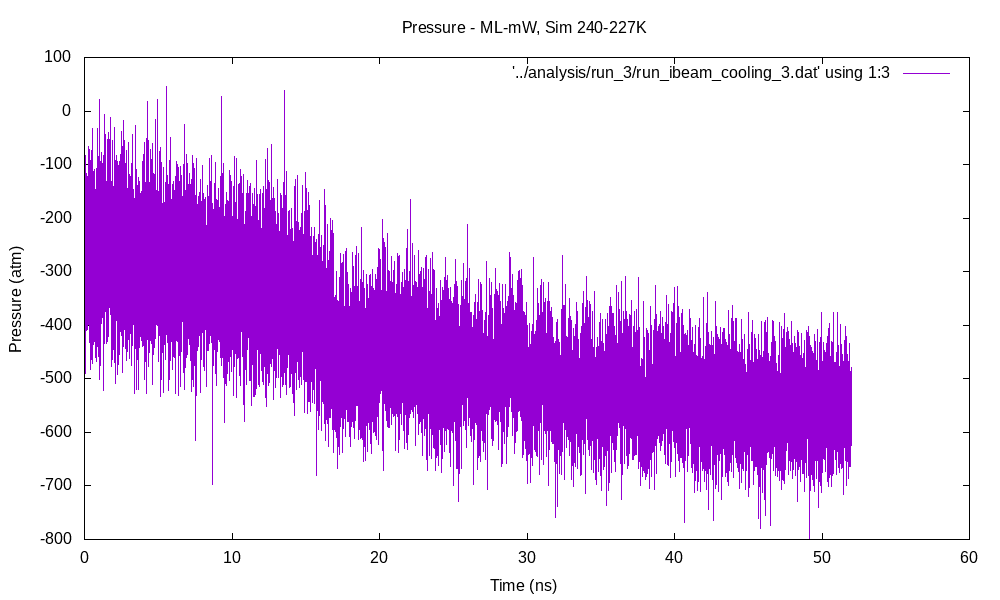 Pressure - ML-mW, Sim 240-227K
'../analysis/run_3/run_ibeam_cooling_3.dat' using 1:3
100
0
-100
-200
-300
-400
-500
-600
-700
-800
Pressure (atm)
0 10 20 30 40 50 60
Time (ns)